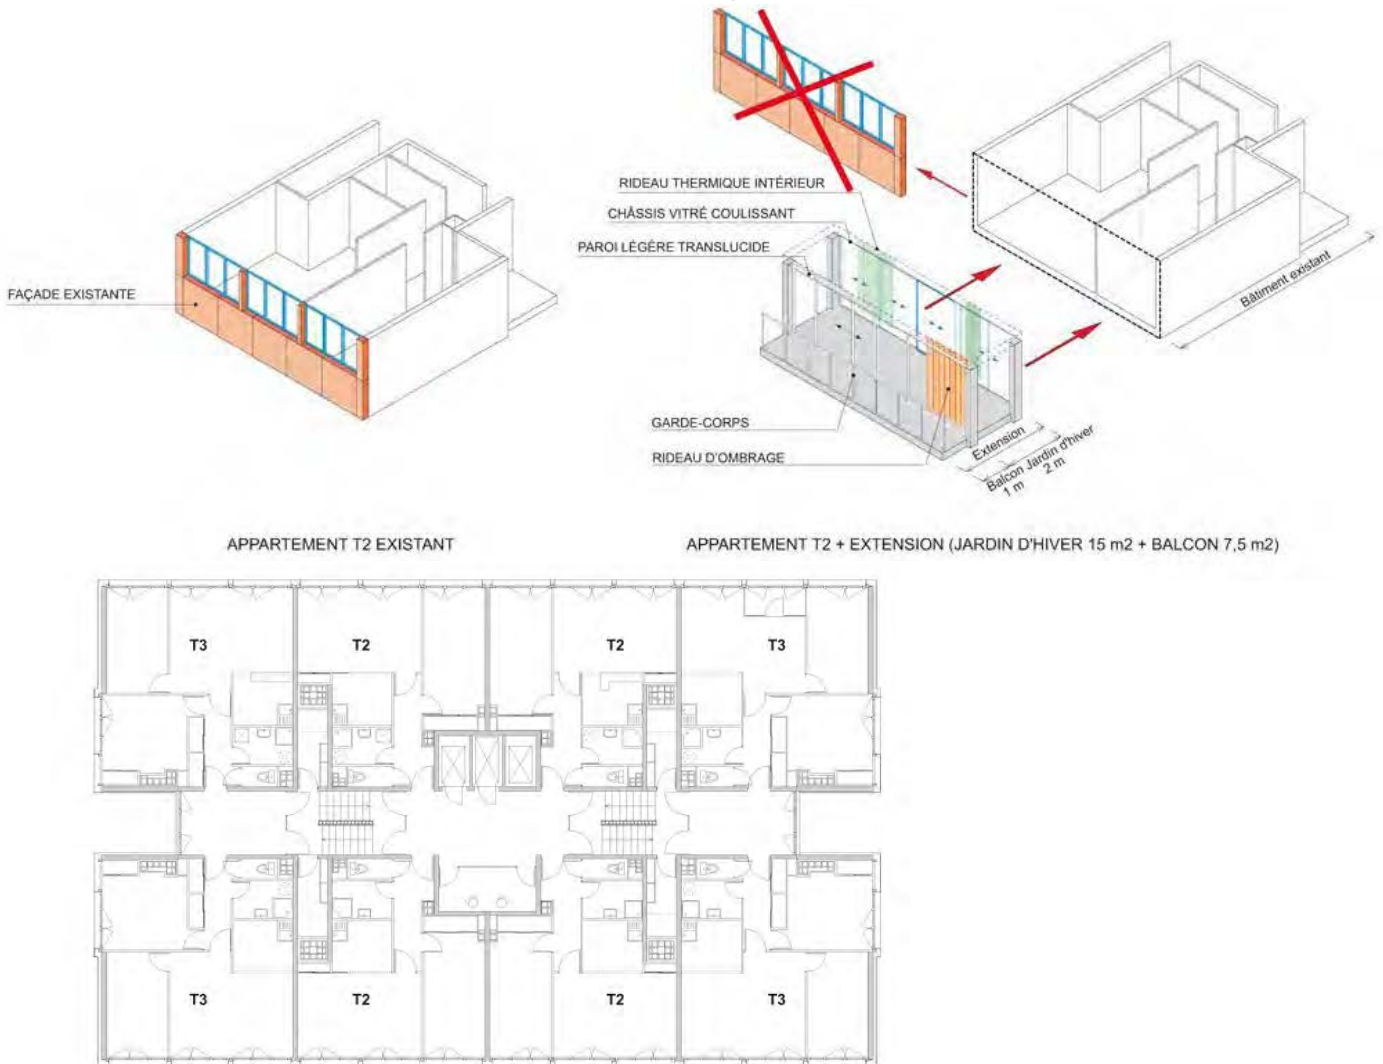 FAÇADE EXISTANTE
RIDEAU THERMIQUE INTÉRIEUR
CHÂSSIS VITRÉ COULISSANT
PAROI LÉGÈRE TRANSLUCIDE
GARDE-CORPS
RIDEAU D'OMBRAGE
Bâtiment existant
Extension
Balcon Jardin d'hiver
1 m 2 m
APPARTEMENT T2 EXISTANT
APPARTEMENT T2 + EXTENSION (JARDIN D'HIVER 15 m2 + BALCON 7,5 m2)
T3 T2 T2 T3
T3 T2 T2 T3